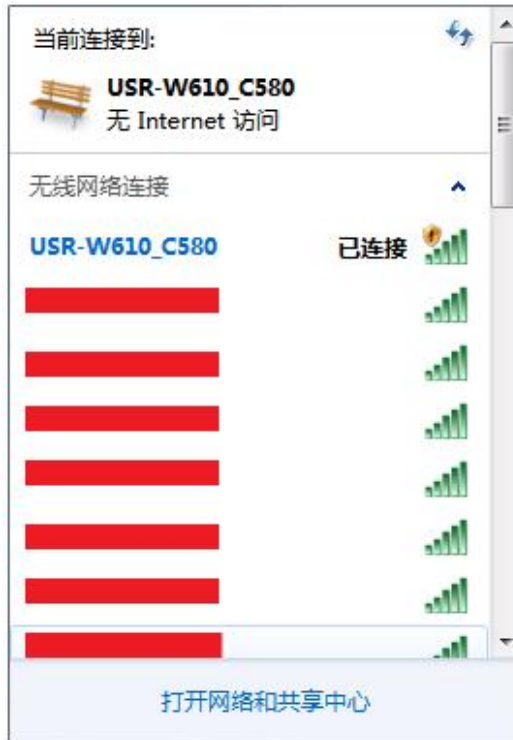 当前连接到:
USR-W610_C580
无 Internet 访问
无线网络连接
USR-W610_C580 已连接
打开网络和共享中心